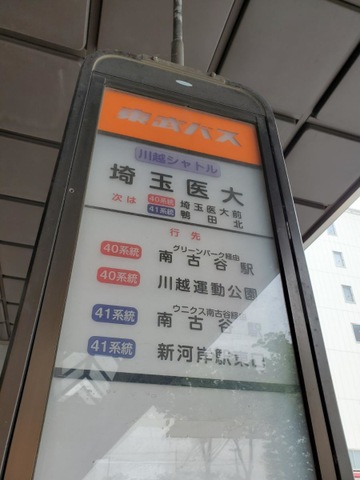 東武バス
川越シャトル
埼玉医大
次は 40系統 埼玉医大前
41系統 鴨田北
行先
グリーンパーク経由
40系統 南古谷駅
40系統 川越運動公園
ウニクス南古谷経由
41系統 南古谷
41系統 新河岸駅東口